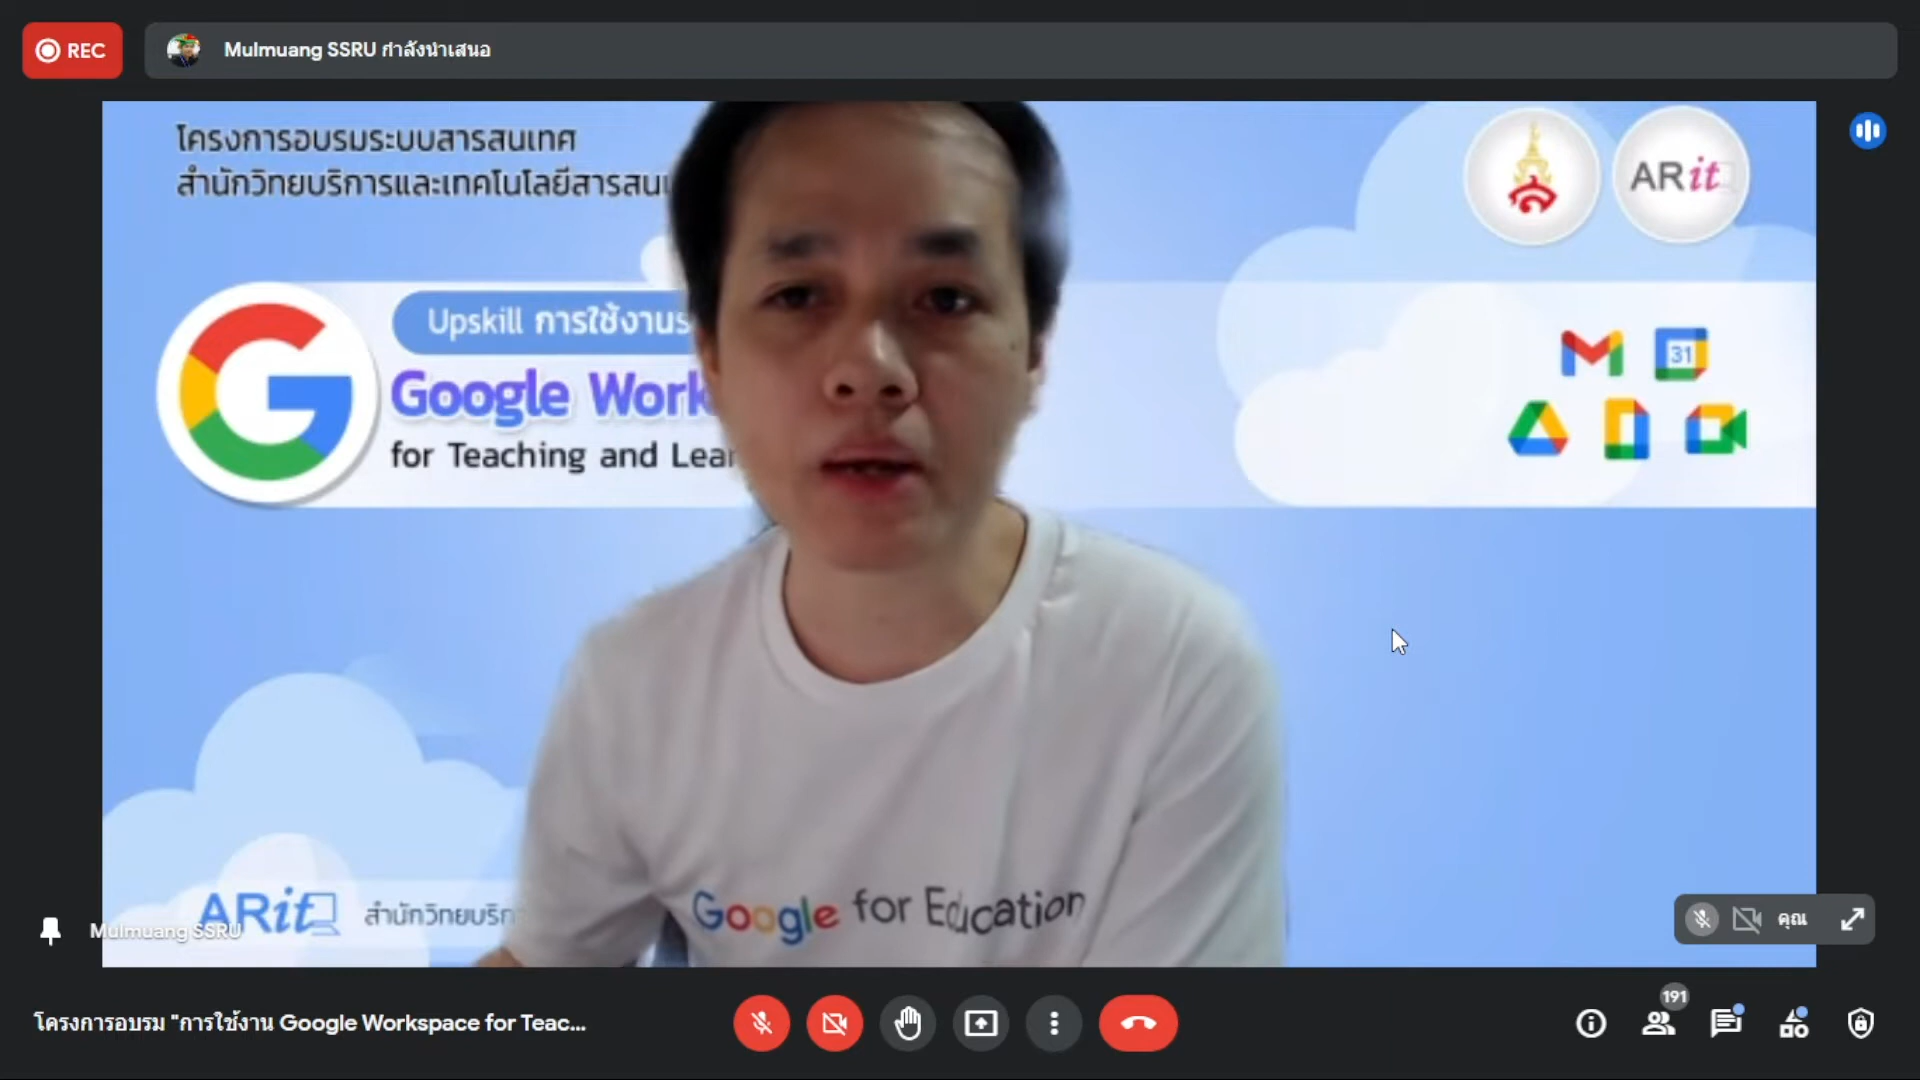 REC
Mulmuang SSRU กำลังนำเสนอ
โครงการอบรมระบบสารสนเทศ
สำนักวิทยบริการและเทคโนโลยีสารสน
ARit
Upskill การใช้งาน
Google Work
for Teaching and Lear
31
Google for Education
ARit สำนักวิทยบริก
Mulmuang SSRU
คุณ
โครงการอบรม "การใช้งาน Google Workspace for Teac...
191